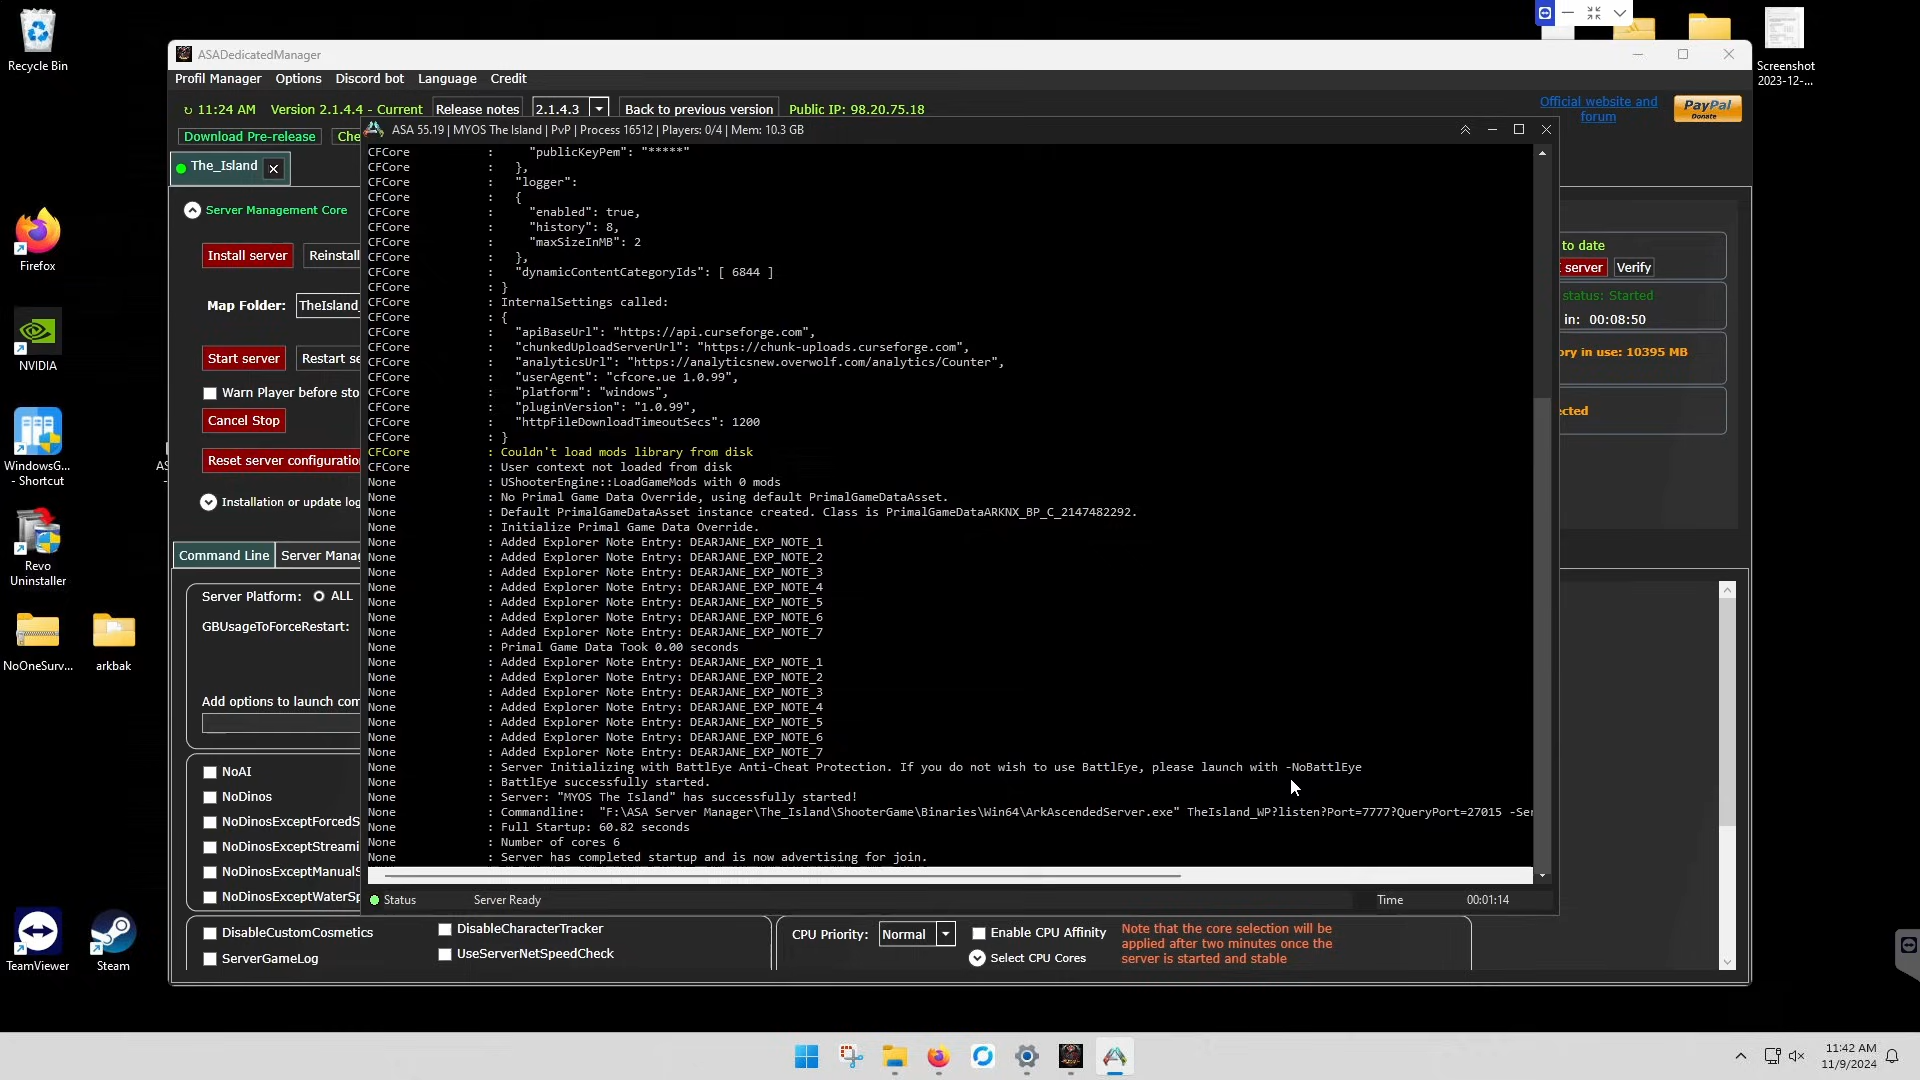 Recycle Bin
Screenshot
2023-12-...
ASADedicatedManager
Profil Manager Options Discord bot Language Credit
11:24 AM Version 2.1.4.4 - Current Release notes 2.1.4.3 Back to previous version Public IP: 98.20.75.18
Official website and
forum
PayPal
Donate
Download Pre-release
The_Island
ASA 55.19 | MYOS The Island | PvP | Process 16512 | Players: 0/4 | Mem: 10.3 GB
Server Management Core
Install server
Map Folder:
Start server
Warn Player before
Cancel Stop
Reset server
Installation or update
Command Line Server
Server Platform: ALL
GBUsageToForceRestart:
Add options to launch
NoAI
NoDinos
CFCore : "publicKeyPem": "*****"
CFCore : },
CFCore : "logger":
CFCore : {
CFCore : "enabled": true,
CFCore : "history": 8,
CFCore : "maxSizeInMB": 2
CFCore : },
CFCore : "dynamicContentCategoryIds": [ 6844 ]
CFCore : }
CFCore : InternalSettings called:
CFCore : {
CFCore : "apiBaseUrl": "https://api.curseforge.com",
CFCore : "chunkedUploadServerUrl": "https://chunk-uploads.curseforge.com",
CFCore : "analyticsUrl": "https://analyticsnew.overwolf.com/analytics/Counter",
CFCore : "userAgent": "cfcore.ue 1.0.99",
CFCore : "platform": "windows",
CFCore : "pluginVersion": "1.0.99",
CFCore : "httpFileDownloadTimeoutSecs": 1200
CFCore : }
CFCore : Couldn't load mods library from disk
CFCore : User context not loaded from disk
None : UShooterEngine::LoadGameMods with 0 mods
None : No Primal Game Data Override, using default PrimalGameDataAsset.
None : Default PrimalGameDataAsset instance created. Class is PrimalGameDataARKNX_BP_C_2147482292.
None : Initialize Primal Game Data Override.
None : Added Explorer Note Entry: DEARJANE_EXP_NOTE_1
None : Added Explorer Note Entry: DEARJANE_EXP_NOTE_2
None : Added Explorer Note Entry: DEARJANE_EXP_NOTE_3
None : Added Explorer Note Entry: DEARJANE_EXP_NOTE_4
None : Added Explorer Note Entry: DEARJANE_EXP_NOTE_5
None : Added Explorer Note Entry: DEARJANE_EXP_NOTE_6
None : Added Explorer Note Entry: DEARJANE_EXP_NOTE_7
None : Primal Game Data Took 0.00 seconds
None : Added Explorer Note Entry: DEARJANE_EXP_NOTE_1
None : Added Explorer Note Entry: DEARJANE_EXP_NOTE_2
None : Added Explorer Note Entry: DEARJANE_EXP_NOTE_3
None : Added Explorer Note Entry: DEARJANE_EXP_NOTE_4
None : Added Explorer Note Entry: DEARJANE_EXP_NOTE_5
None : Added Explorer Note Entry: DEARJANE_EXP_NOTE_6
None : Added Explorer Note Entry: DEARJANE_EXP_NOTE_7
None : Server Initializing with BattlEye Anti-Cheat Protection. If you do not wish to use BattlEye, please launch with -NoBattlEye
None : BattlEye successfully started.
None : Server: "MYOS The Island" has successfully started!
None : Commandline: "F:\ASA Server Manager\The_Island\ShooterGame\Binaries\Win64\ArkAscendedServer.exe" TheIsland_WP?listen?Port=7777?QueryPort=27015 -Ser
None : Full Startup: 60.82 seconds
None : Number of cores 6
None : Server has completed startup and is now advertising for join.
Status Server Ready Time 00:01:14
to date
server Verify
status: Started
in: 00:08:50
in use: 10395 MB
DisableCustomCosmetics DisableCharacterTracker
ServerGameLog UseServerNetSpeedCheck
CPU Priority: Normal Enable CPU Affinity
Select CPU Cores
Note that the core selection will be
applied after two minutes once the
server is started and stable
Firefox
NVIDIA
WindowsG...
- Shortcut
Revo
Uninstaller
NoOneSurv... arkbak
TeamViewer Steam
11:42 AM
11/9/2024